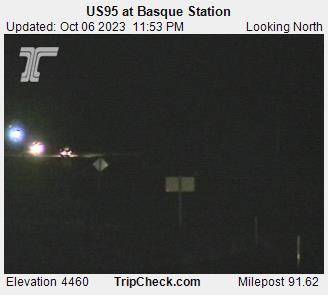 US95 at Basque Station
Updated: Oct 06 2023 11:53 PM Looking North
Elevation 4460 TripCheck.com Milepost 91.62